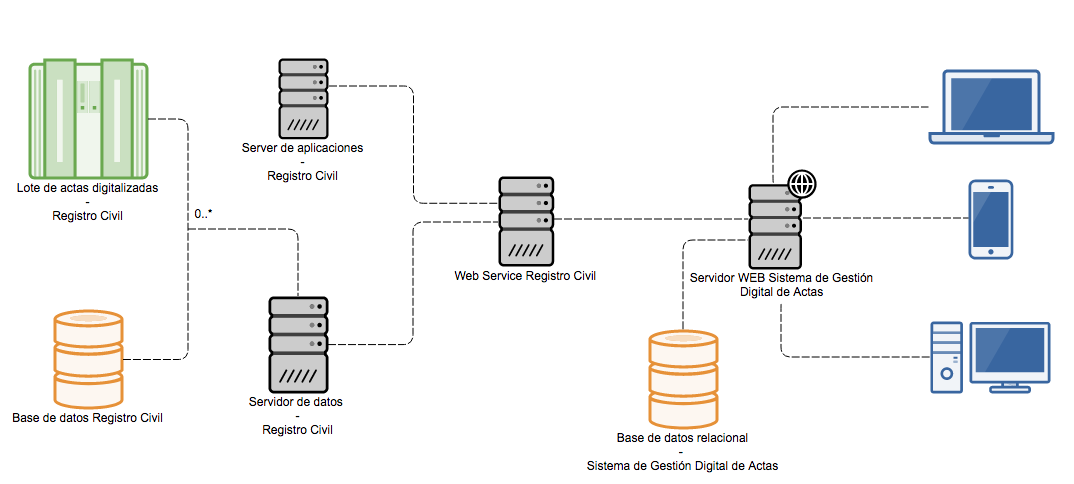 Lote de actas digitalizadas
-
Registro Civil
0..*
Base de datos Registro Civil
Server de aplicaciones
-
Registro Civil
Servidor de datos
-
Registro Civil
Web Service Registro Civil
Servidor WEB Sistema de Gestión
Digital de Actas
Base de datos relacional
-
Sistema de Gestión Digital de Actas